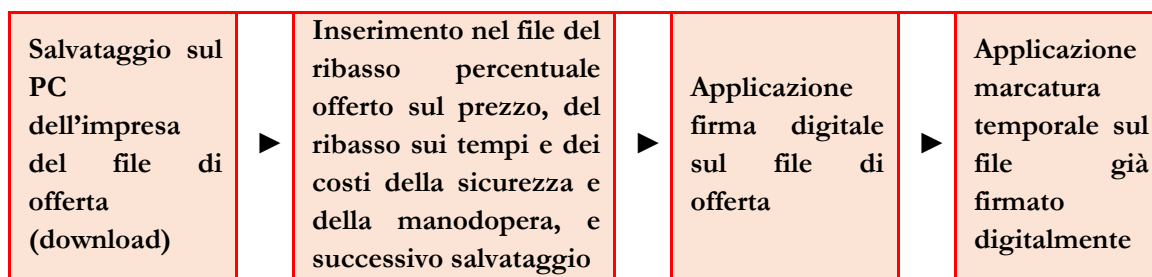 Salvataggio sul
PC
dell’impresa
del file di
offerta
(download)
►
Inserimento nel file del
ribasso percentuale
offerto sul prezzo, del
ribasso sui tempi e dei
costi della sicurezza e
della manodopera, e
successivo salvataggio
►
Applicazione
firma digitale
sul file di
offerta
►
Applicazione
marcatura
temporale sul
file già
firmato
digitalmente